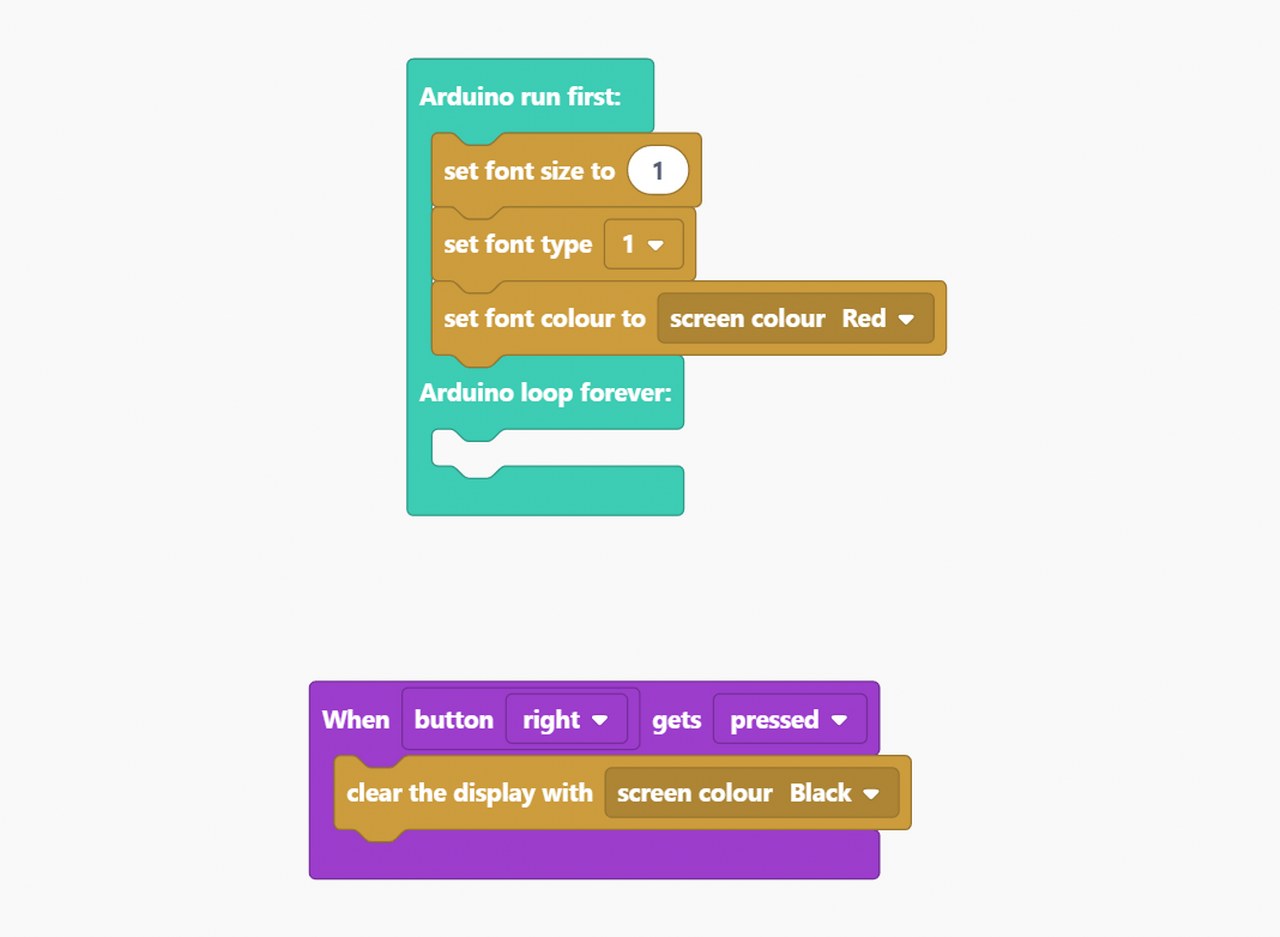 Arduino run first:
set font size to 1
set font type 1
set font colour to screen colour Red
Arduino loop forever:
When button right gets pressed
clear the display with screen colour Black